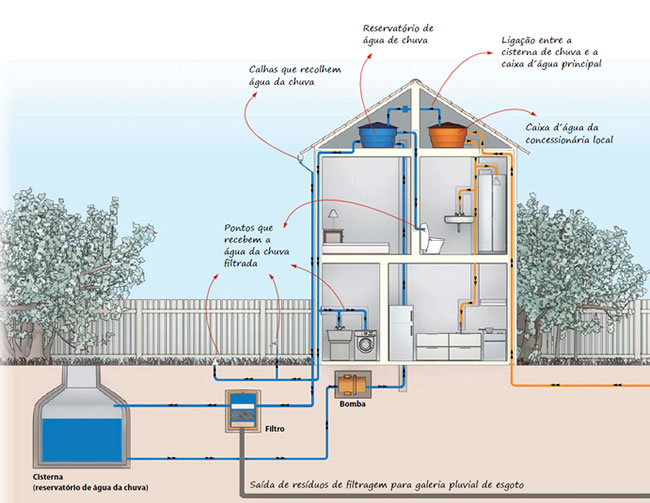 Reservatório de
água de chuva
Ligação entre a
cisterna de chuva e a
caixa d´água principal
Calhas que recolhem
água da chuva
Caixa d´água da
concessionária local
Pontos que
recebem a
água da chuva
filtrada
Bomba
Filtro
Cisterna
(reservatório de água da chuva)
Saída de resíduos de filtragem para galeria pluvial de esgoto